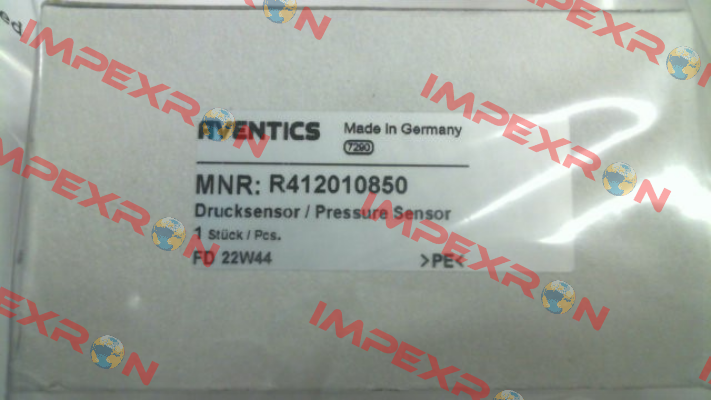 ed
IMPEXRON
IMPEXRON
AVENTICS Made in Germany
7290
MNR: R412010850
Drucksensor / Pressure Sensor
1 Stück / Pcs.
FD 22W44 >PE<
IMPEXRON
IMPEXRON
IMPEXRON
IMPEXRON
IMPEXRON